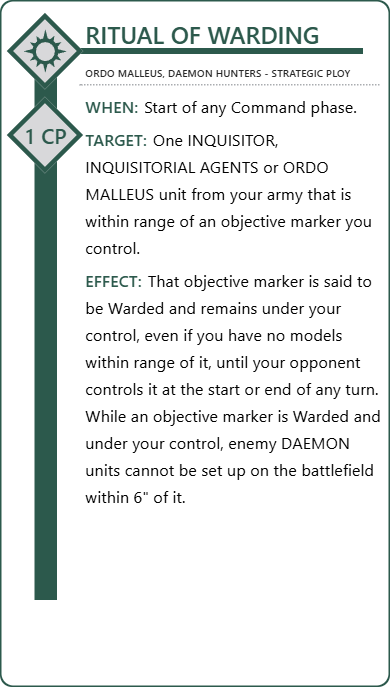 RITUAL OF WARDING
ORDO MALLEUS, DAEMON HUNTERS - STRATEGIC PLOY
1 CP
WHEN: Start of any Command phase.
TARGET: One INQUISITOR,
INQUISITORIAL AGENTS or ORDO
MALLEUS unit from your army that is
within range of an objective marker you
control.
EFFECT: That objective marker is said to
be Warded and remains under your
control, even if you have no models
within range of it, until your opponent
controls it at the start or end of any turn.
While an objective marker is Warded and
under your control, enemy DAEMON
units cannot be set up on the battlefield
within 6" of it.